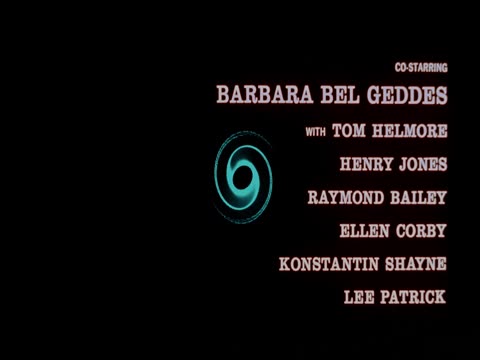 CO-STARRING
BARBARA BEL GEDDES
WITH TOM HELMORE
HENRY JONES
RAYMOND BAILEY
ELLEN CORBY
KONSTANTIN SHAYNE
LEE PATRICK